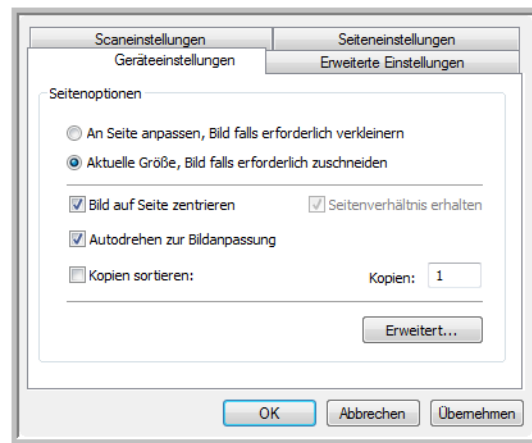 Scaneinstellungen Seiteneinstellungen
Geräteeinstellungen Erweiterte Einstellungen
Seitenoptionen
An Seite anpassen, Bild falls erforderlich verkleinern
Aktuelle Größe, Bild falls erforderlich zuschneiden
Bild auf Seite zentrieren Seitenverhältnis erhalten
Autodrehen zur Bildanpassung
Kopien sortieren: Kopien: 1
Erweitert...
OK Abbrechen Übernehmen